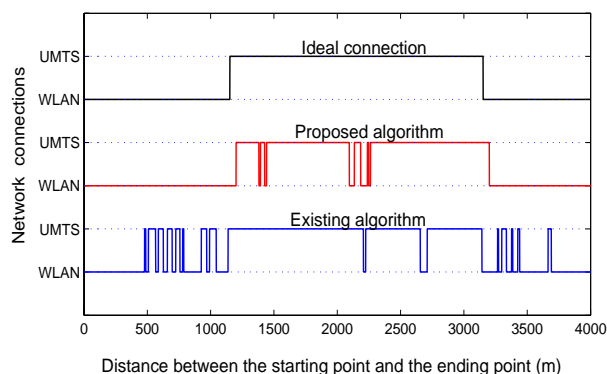 Ideal connection
UMTS
WLAN
Proposed algorithm
UMTS
WLAN
Existing algorithm
UMTS
WLAN
Network connections
0 500 1000 1500 2000 2500 3000 3500 4000
Distance between the starting point and the ending point (m)